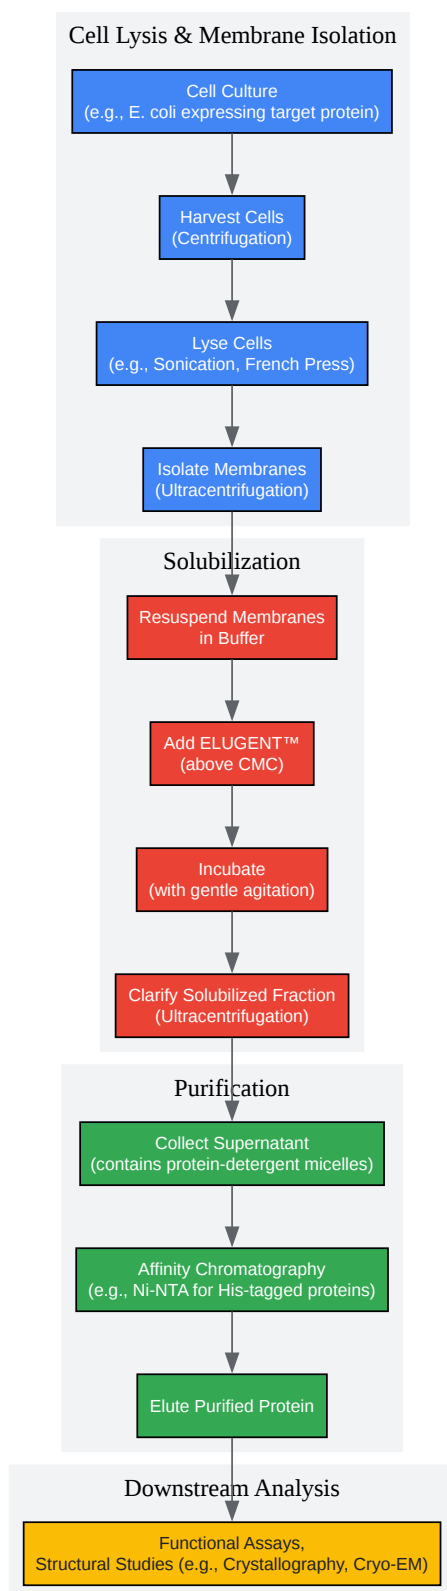 Cell Lysis & Membrane Isolation
Cell Culture
(e.g., E. coli expressing target protein)
Harvest Cells
(Centrifugation)
Lyse Cells
(e.g., Sonication, French Press)
Isolate Membranes
(Ultracentrifugation)
Solubilization
Resuspend Membranes
in Buffer
Add ELUGENT™
(above CMC)
Incubate
(with gentle agitation)
Clarify Solubilized Fraction
(Ultracentrifugation)
Purification
Collect Supernatant
(contains protein-detergent micelles)
Affinity Chromatography
(e.g., Ni-NTA for His-tagged proteins)
Elute Purified Protein
Downstream Analysis
Functional Assays,
Structural Studies (e.g., Crystallography, Cryo-EM)